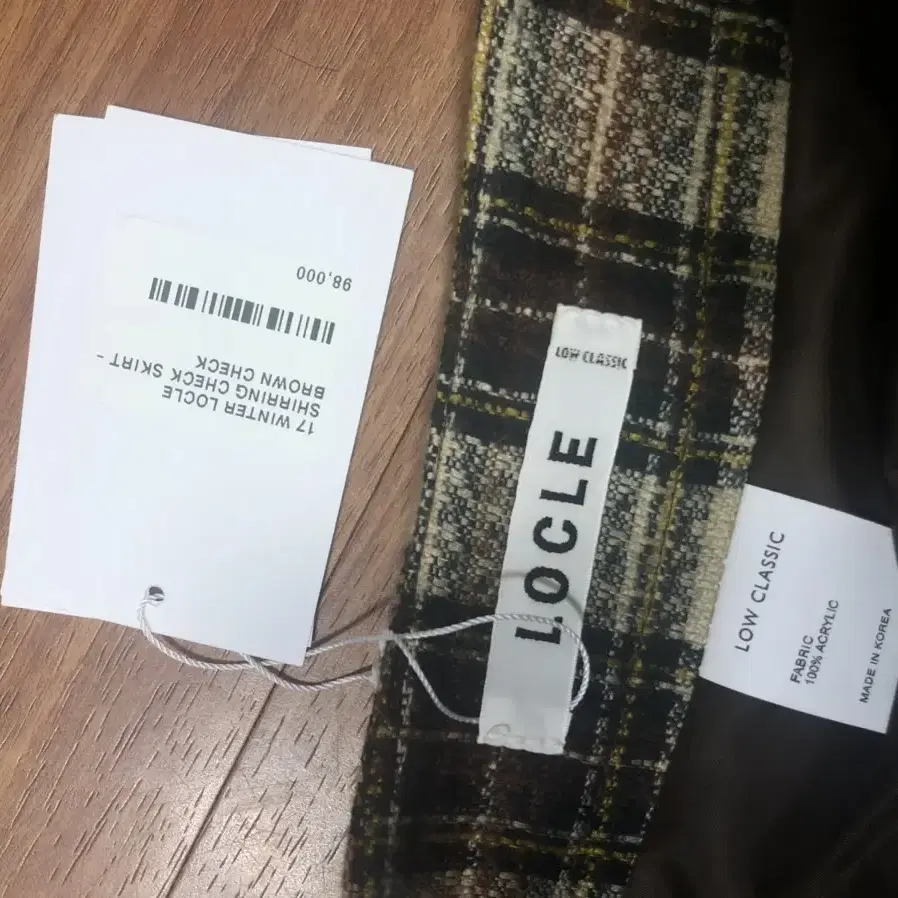 98,000
17 WINTER LOCLE
SHIRRING CHECK SKIRT -
BROWN CHECK
LOW CLASSIC
LOCLE
LOW CLASSIC
FABRIC
100% ACRYLIC
MADE IN KOREA